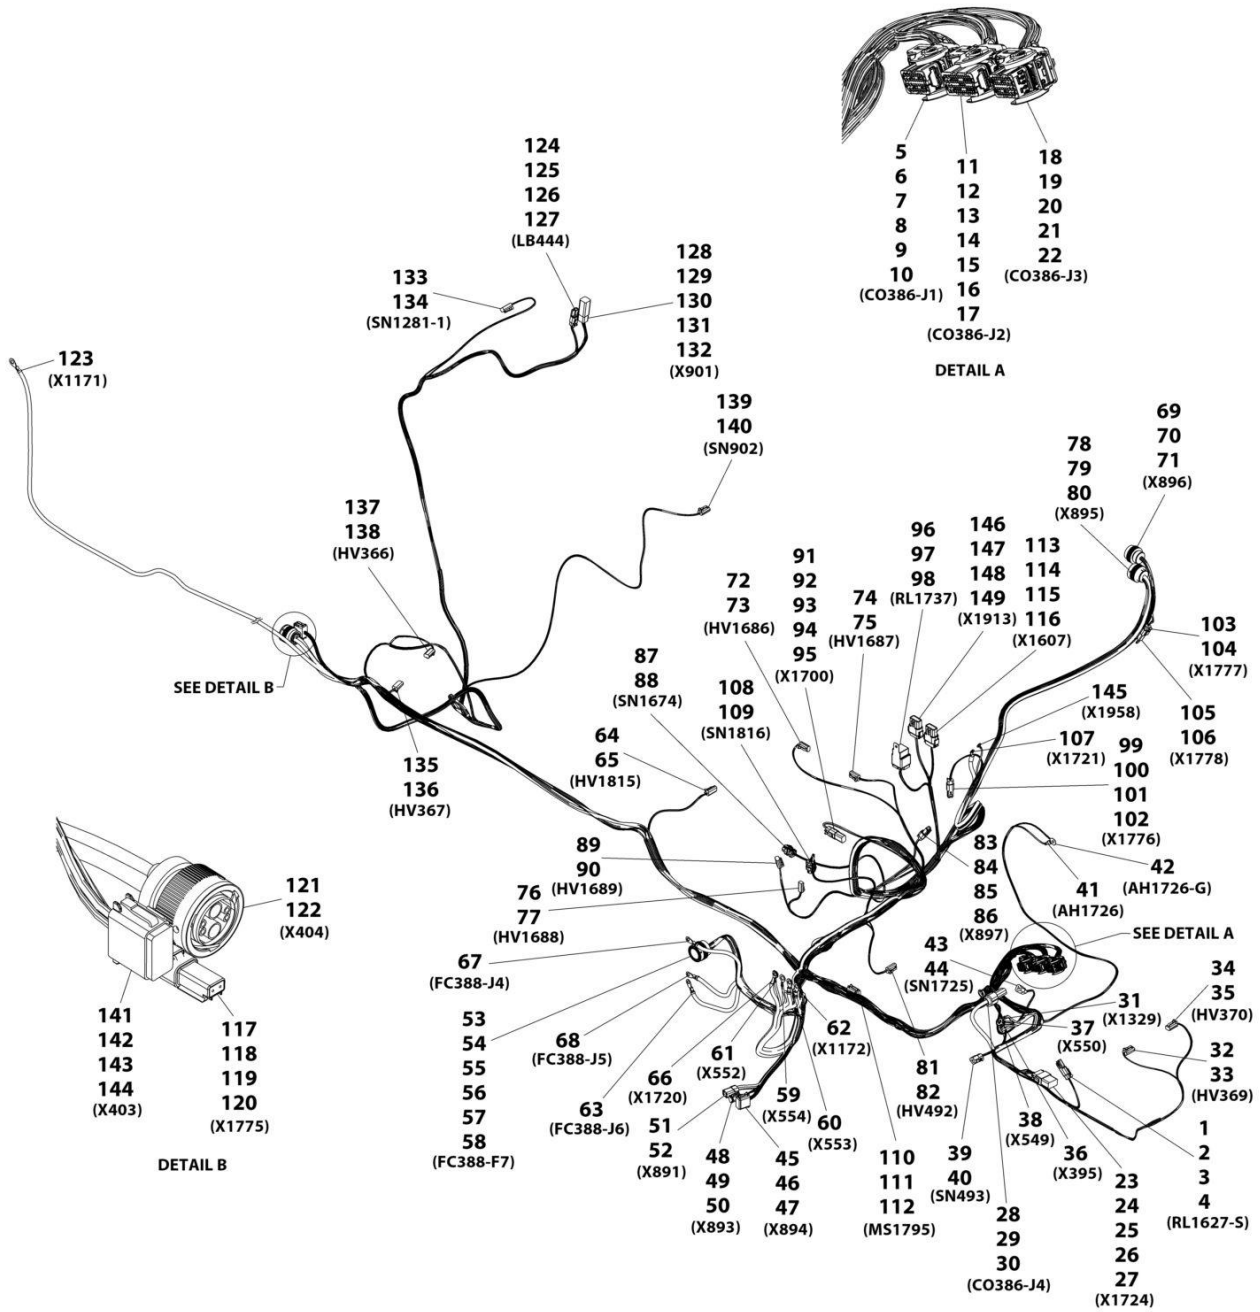 5
6
7
8
9
10
(CO386-J1)
11
12
13
14
15
16
17
(CO386-J2)
18
19
20
21
22
(CO386-J3)
DETAIL A
124
125
126
127
(LB444)
133
134
(SN1281-1)
128
129
130
131
132
(X901)
123
(X1171)
139
140
(SN902)
69
70
71
(X896)
78
79
80
(X895)
137
138
(HV366)
72
73
(HV1686)
91
92
93
94
95
(X1700)
74
75
(HV1687)
96
97
98
(RL1737)
146
147
148
149
(X1913)
113
114
115
116
(X1607)
103
104
(X1777)
SEE DETAIL B
87
88
(SN1674)
108
109
(SN1816)
145
(X1958)
107
(X1721)
105
106
(X1778)
99
100
101
102
(X1776)
135
136
(HV367)
64
65
(HV1815)
89
90
(HV1689)
76
77
(HV1688)
83
84
85
86
(X897)
42
(AH1726-G)
41
(AH1726)
121
122
(X404)
SEE DETAIL A
43
44
(SN1725)
67
(FC388-J4)
34
35
(HV370)
31
(X1329)
37
(X550)
32
33
(HV369)
141
142
143
144
(X403)
117
118
119
120
(X1775)
DETAIL B
53
54
55
56
57
58
(FC388-F7)
68
(FC388-J5)
63
(FC388-J6)
61
(X552)
66
(X1720)
62
(X1172)
59
(X554)
60
(X553)
81
82
(HV492)
51
52
(X891)
48
49
50
(X893)
45
46
47
(X894)
110
111
112
(MS1795)
39
40
(SN493)
38
(X549)
36
(X395)
28
29
30
(CO386-J4)
23
24
25
26
27
(X1724)
1
2
3
4
(RL1627-S)